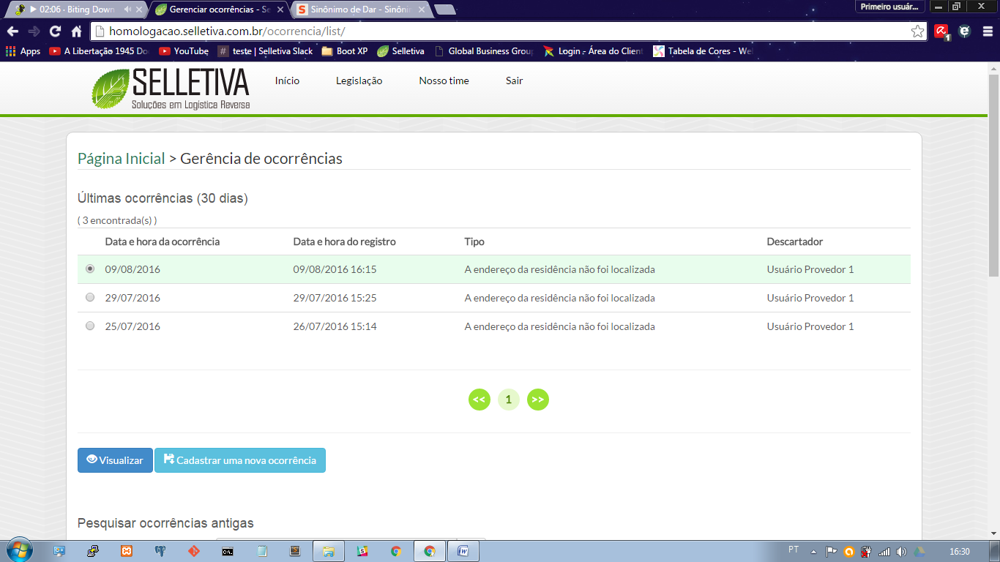 02:06 · Biting Down
Gerenciar ocorrências - Se
Sinônimo de Dar - Sinônim
Primeiro usuár...
homologacao.selletiva.com.br/ocorrencia/list/
Apps
A Libertação 1945 Do
YouTube
teste | Selletiva Slack
Boot XP
Selletiva
Global Business Grou
Login - Área do Client
Tabela de Cores - We
SELLETIVA
Soluções em Logística Reversa
Início
Legislação
Nosso time
Sair
Página Inicial > Gerência de ocorrências
Últimas ocorrências (30 dias)
( 3 encontrada(s) )
Data e hora da ocorrência Data e hora do registro Tipo Descartador
09/08/2016 09/08/2016 16:15 A endereço da residência não foi localizada Usuário Provedor 1
29/07/2016 29/07/2016 15:25 A endereço da residência não foi localizada Usuário Provedor 1
25/07/2016 26/07/2016 15:14 A endereço da residência não foi localizada Usuário Provedor 1
<< 1 >>
Visualizar
Cadastrar uma nova ocorrência
Pesquisar ocorrências antigas
PT
16:30